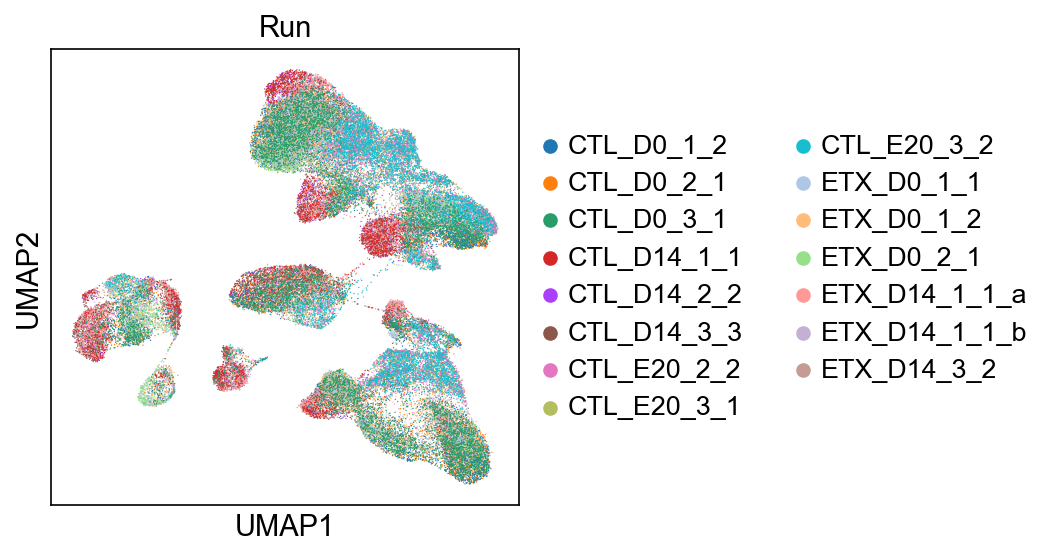 Run
UMAP2
UMAP1
CTL_D0_1_2
CTL_D0_2_1
CTL_D0_3_1
CTL_D14_1_1
CTL_D14_2_2
CTL_D14_3_3
CTL_E20_2_2
CTL_E20_3_1
CTL_E20_3_2
ETX_D0_1_1
ETX_D0_1_2
ETX_D0_2_1
ETX_D14_1_1_a
ETX_D14_1_1_b
ETX_D14_3_2